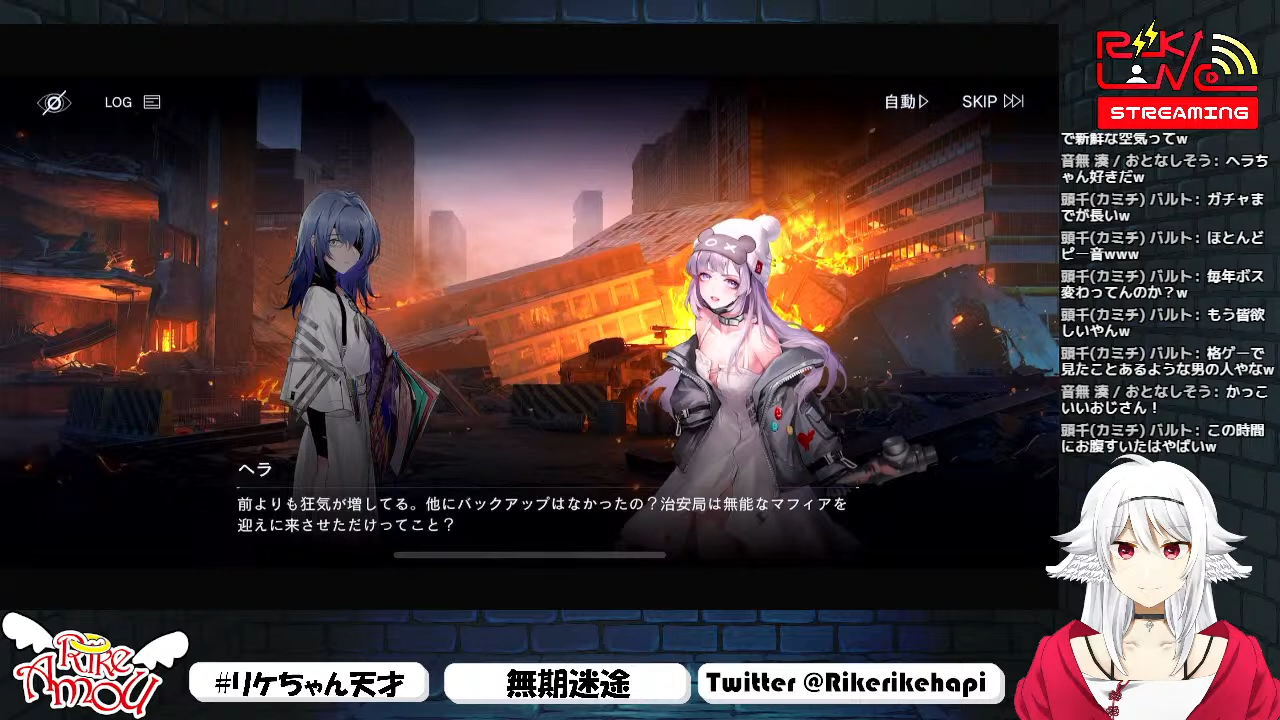 LOG
自動
SKIP
ヘラ
前よりも狂気が増してる。他にバックアップはなかったの？治安局は無能なマフィアを
迎えに来させただけってこと？
RIKE
LIVE
STREAMING
で新鮮な空気ってw
音無 湊 / おとなしそう: ヘラち
ゃん好きだw
頭千(カミチ) バルト: ガチャま
でが長いw
頭千(カミチ) バルト: ほとんど
ピー音www
頭千(カミチ) バルト: 毎年ボス
変わってんのか？w
頭千(カミチ) バルト: もう皆欲
しいやんw
頭千(カミチ) バルト: 格ゲーで
見たことあるような男の人やなw
音無 湊 / おとなしそう: かっこ
いいおじさん！
頭千(カミチ) バルト: この時間
にお腹すいたはやばいw
Rike
Amou
#リケちゃん天才
無期迷途
Twitter @Rikerikehapi